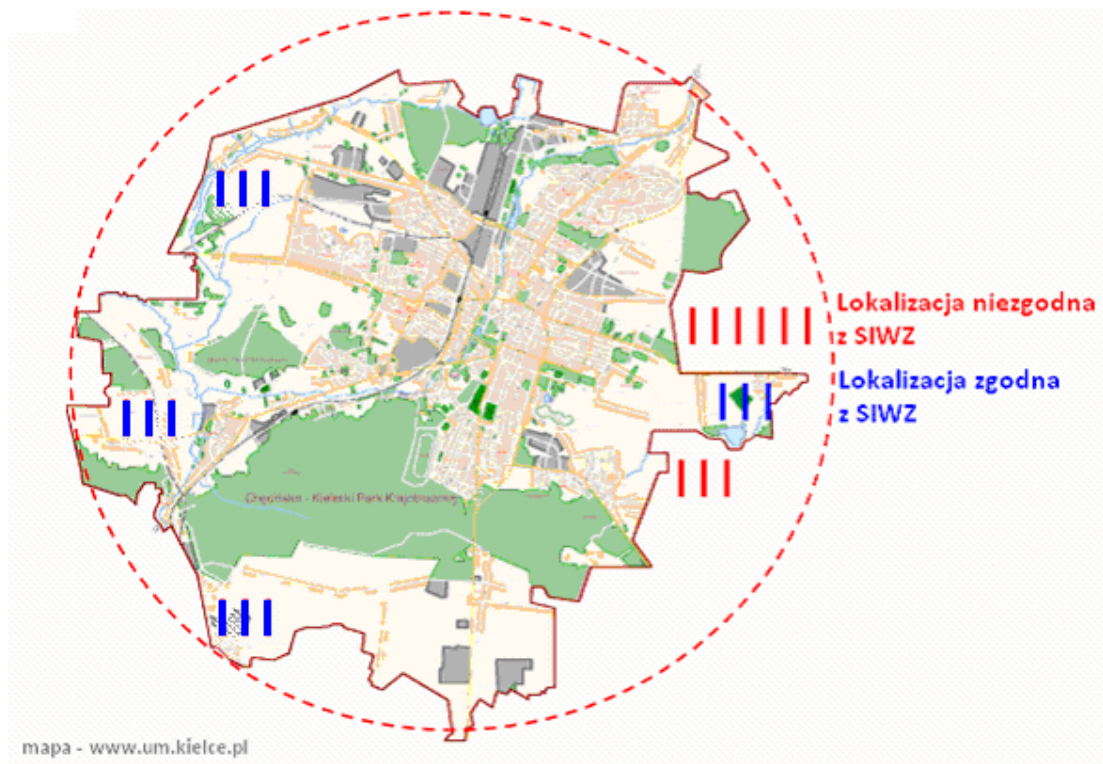 Lokalizacja niezgodna
z SIWZ
Lokalizacja zgodna
z SIWZ
Chęcińsko - Kielecki Park Krajobrazowy
mapa - www.um.kielce.pl